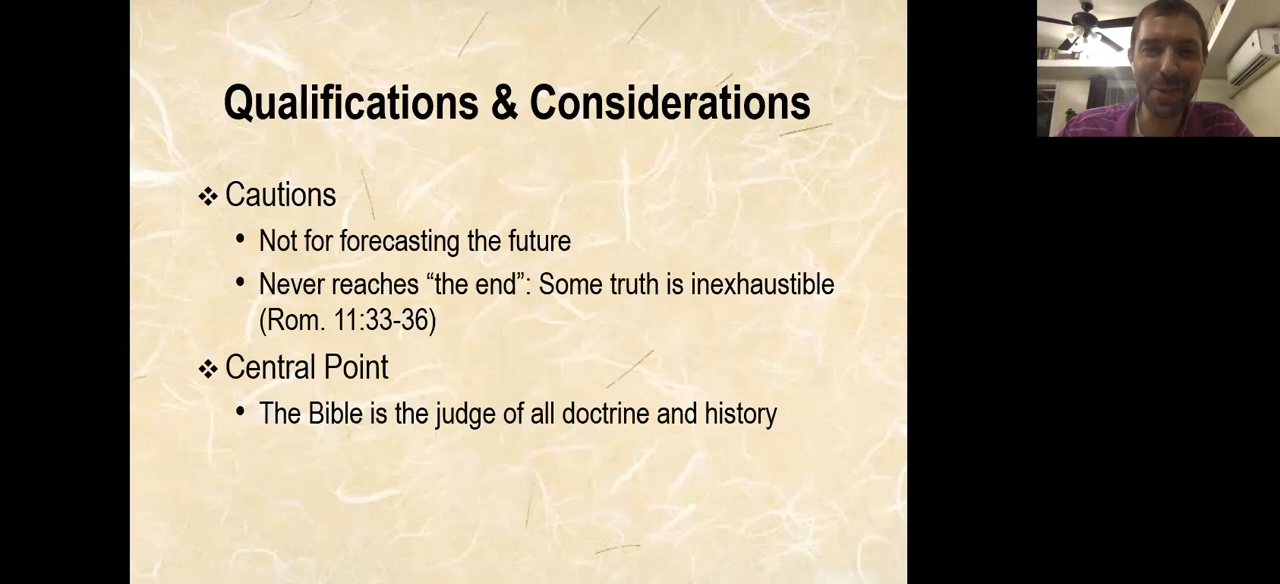 Qualifications & Considerations
❖ Cautions
• Not for forecasting the future
• Never reaches “the end”: Some truth is inexhaustible
(Rom. 11:33-36)
❖ Central Point
• The Bible is the judge of all doctrine and history